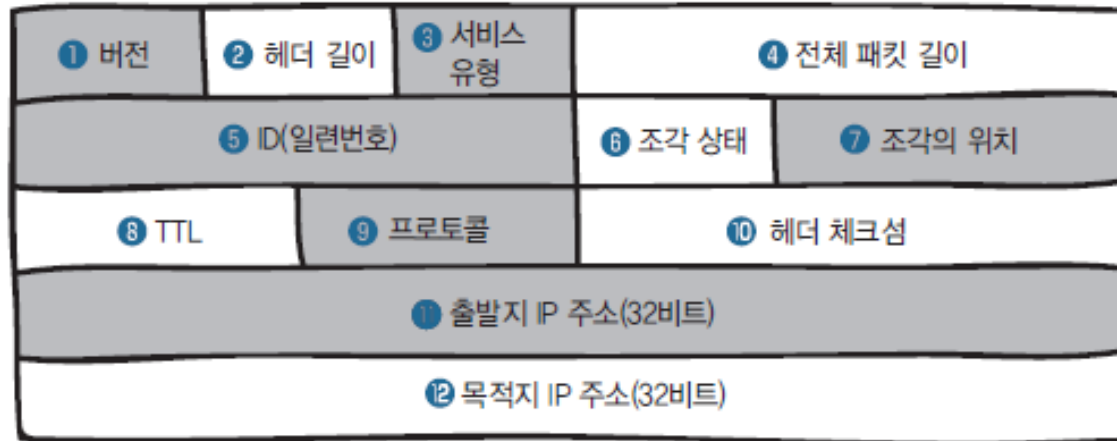 ❶ 버전
❷ 헤더 길이
❸ 서비스
유형
❹ 전체 패킷 길이
❺ ID(일련번호)
❻ 조각 상태
❼ 조각의 위치
❽ TTL
❾ 프로토콜
❿ 헤더 체크섬
⓫ 출발지 IP 주소(32비트)
⓬ 목적지 IP 주소(32비트)